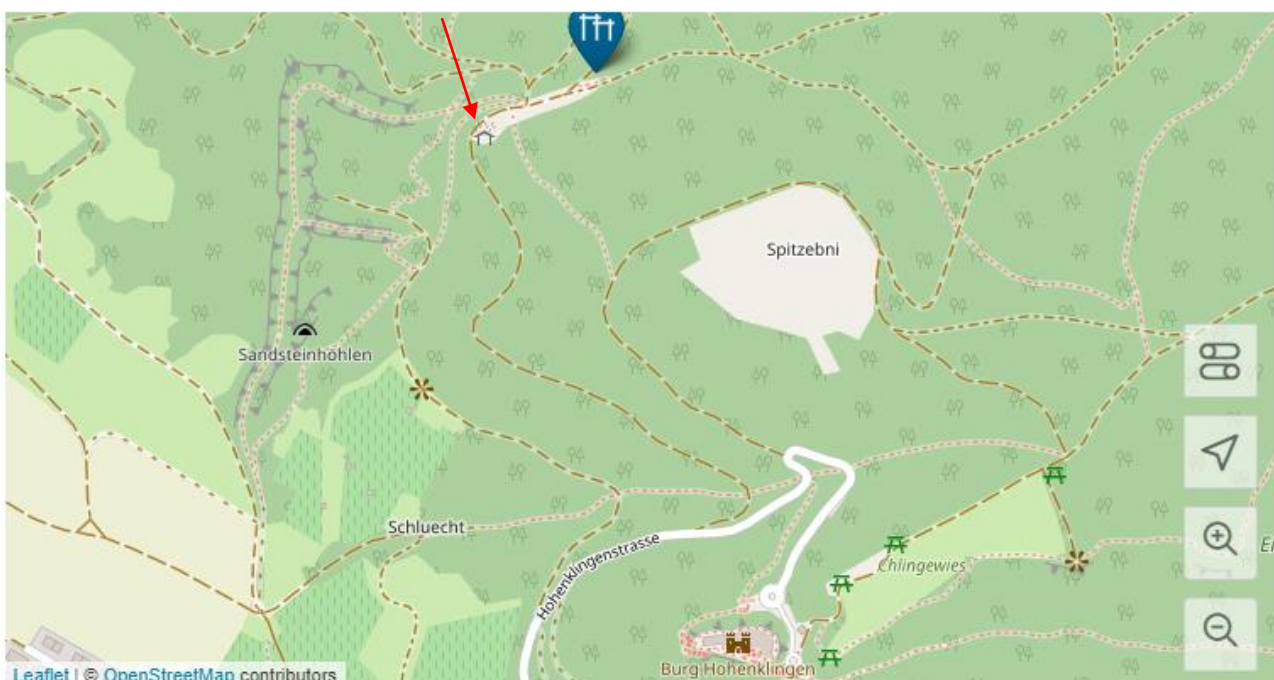 Spitzebni
Sandsteinhöhlen
Schluecht
Hohenklingenstrasse
Chlingewies
Burg Hohenklingen
Leaflet | © OpenStreetMap contributors